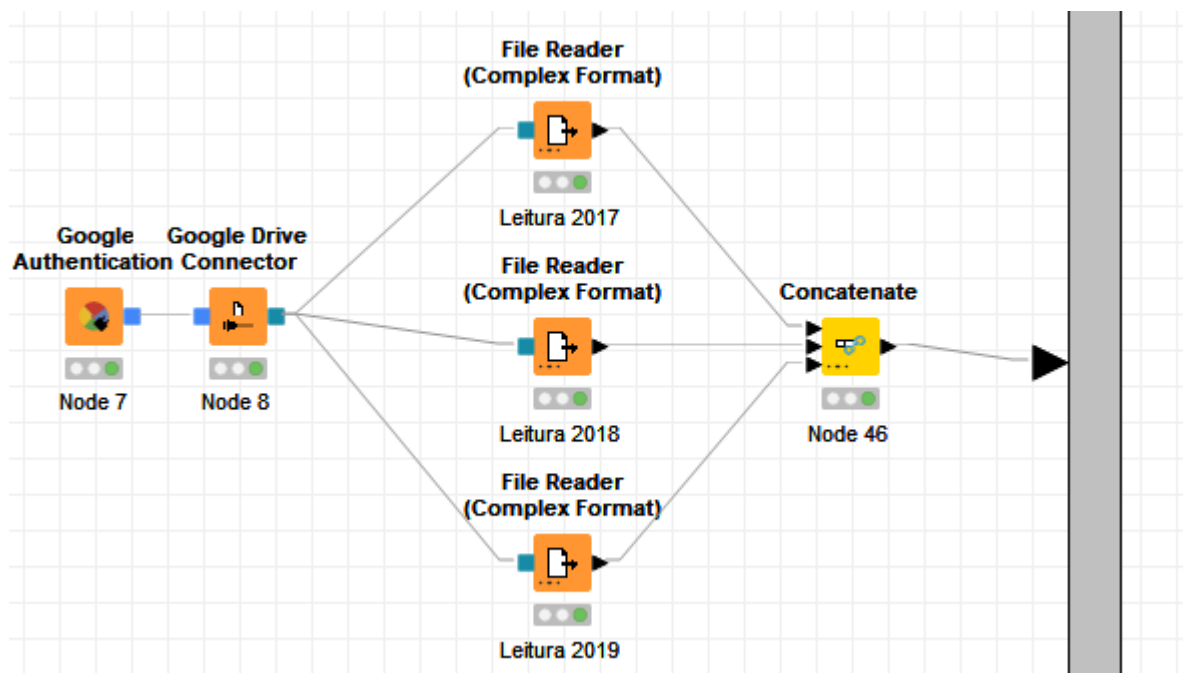 File Reader
(Complex Format)
Leitura 2017
Google
Authentication
Google Drive
Connector
Node 7
Node 8
File Reader
(Complex Format)
Leitura 2018
Concatenate
Node 46
File Reader
(Complex Format)
Leitura 2019